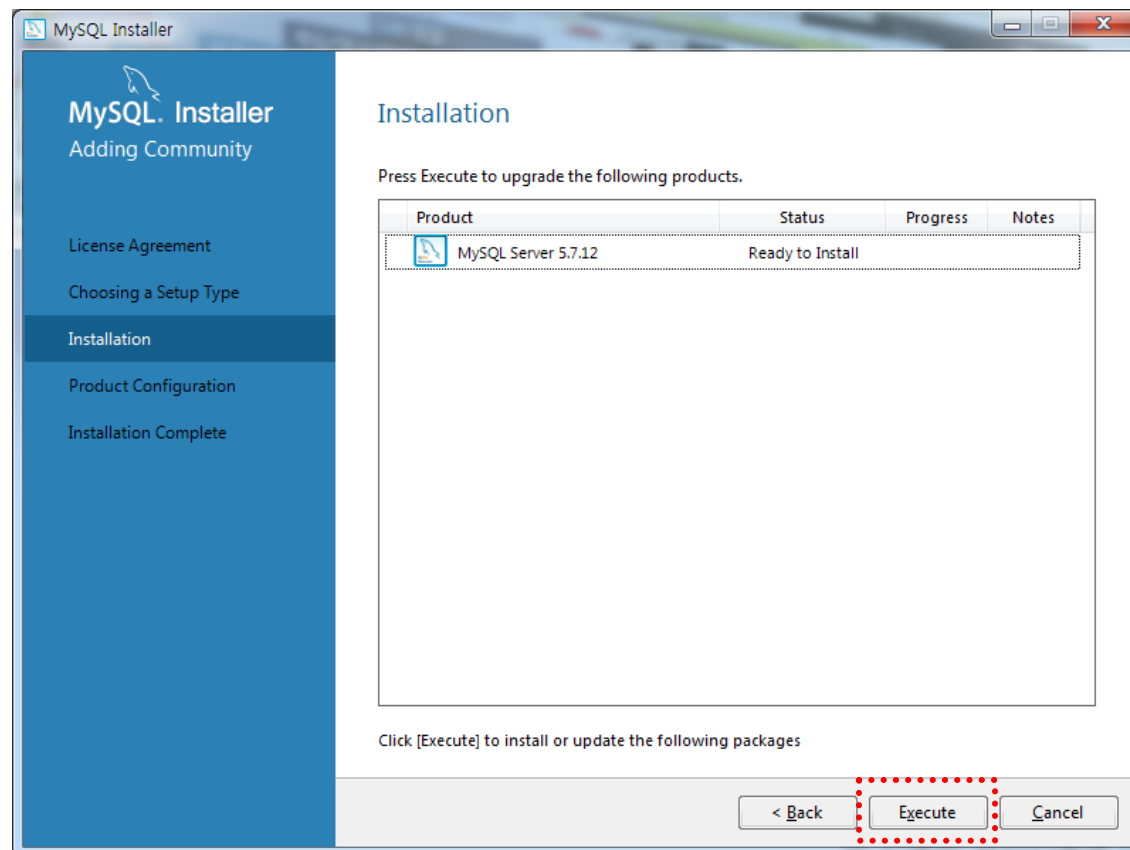 MySQL Installer
MySQL. Installer
Adding Community
License Agreement
Choosing a Setup Type
Installation
Product Configuration
Installation Complete
Installation
Press Execute to upgrade the following products.
Product Status Progress Notes
MySQL Server 5.7.12 Ready to Install
Click [Execute] to install or update the following packages
< Back Execute Cancel